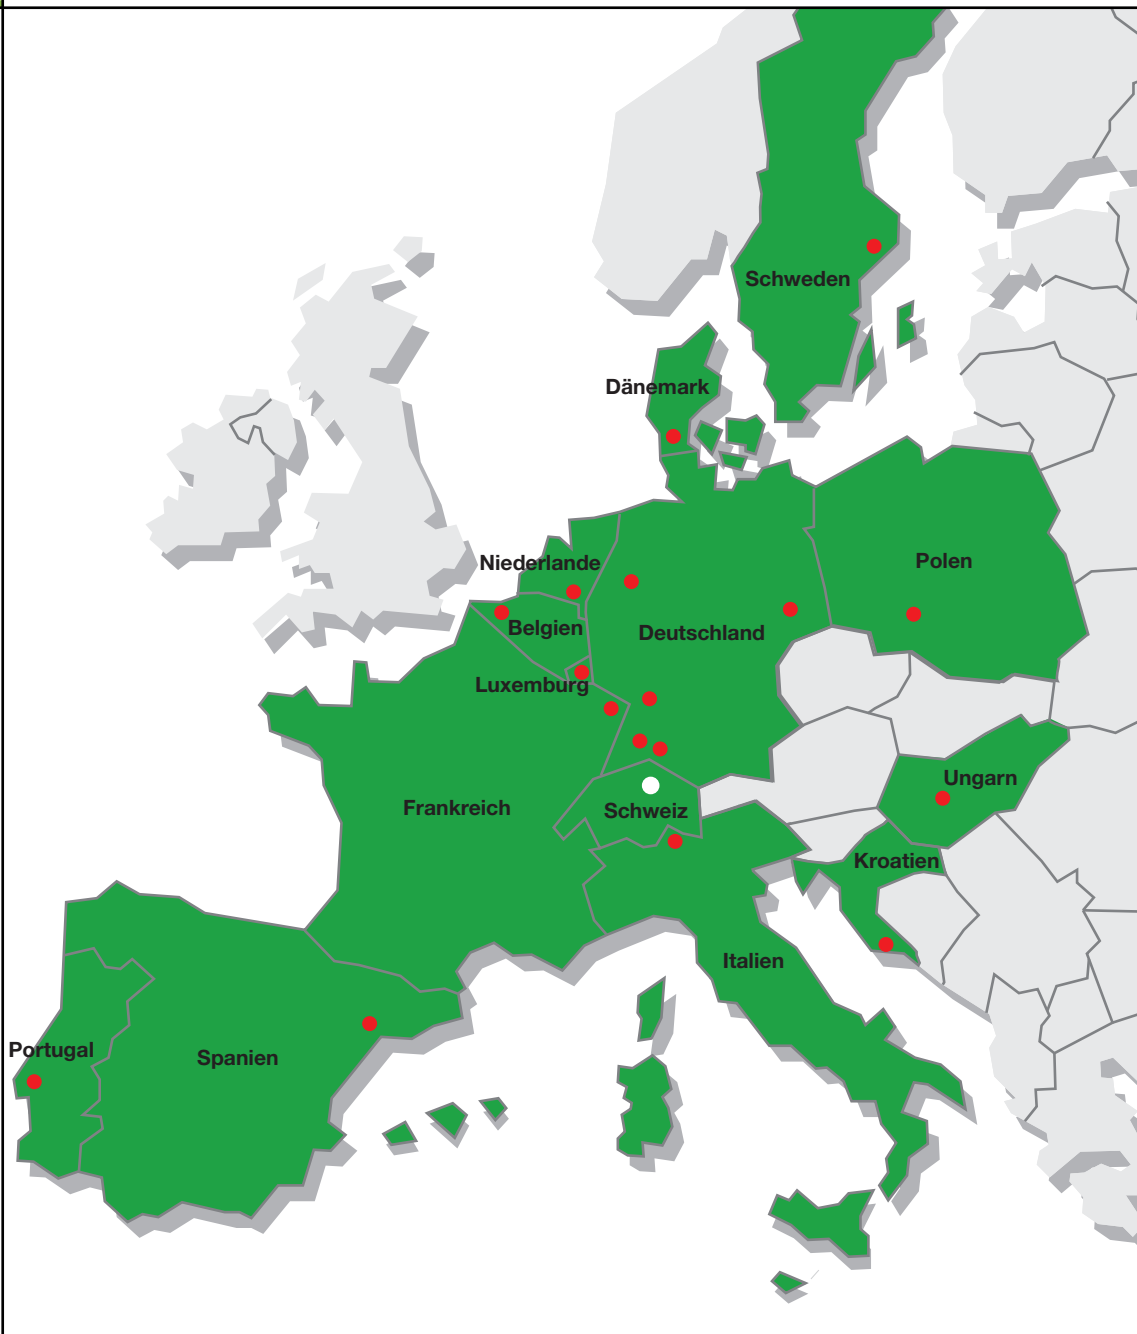 Schweden
Dänemark
Niederlande
Polen
Belgien
Deutschland
Luxemburg
Ungarn
Frankreich
Schweiz
Kroatien
Italien
Portugal
Spanien